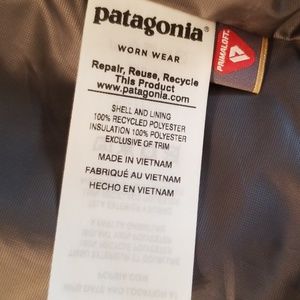 patagonia®
WORN WEAR
Repair, Reuse, Recycle
This Product
www.patagonia.com
SHELL AND LINING
100% RECYCLED POLYESTER
INSULATION 100% POLYESTER
EXCLUSIVE OF TRIM
MADE IN VIETNAM
FABRIQUÉ AU VIETNAM
HECHO EN VIETNAM
PRIMALOFT